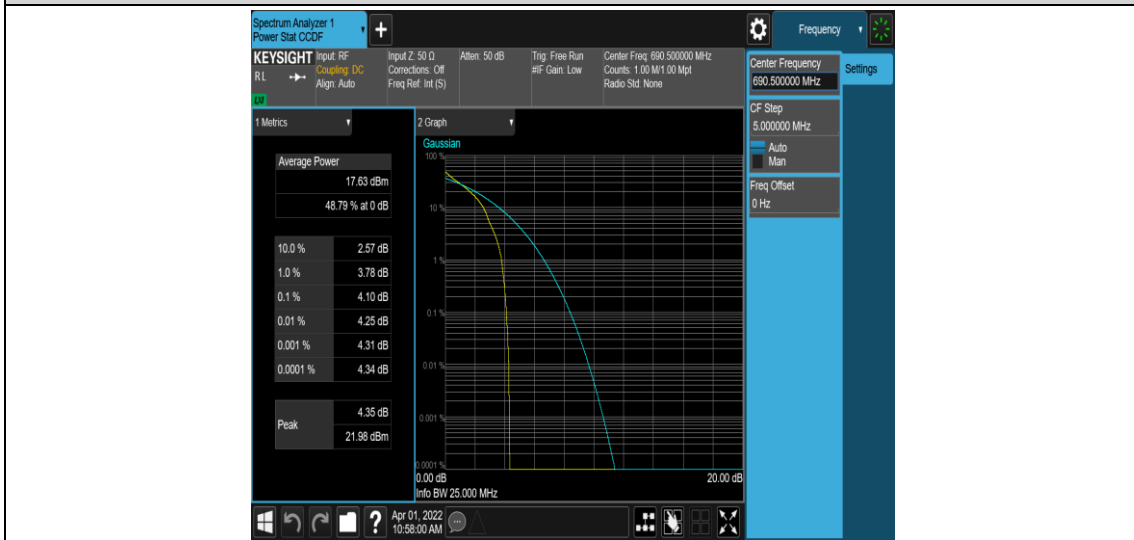 Spectrum Analyzer 1
Power Stat CCDF
+
Frequency
KEYSIGHT
RL
LXI
Input: RF
Coupling: DC
Align: Auto
Input Z: 50 Ω
Corrections: Off
Freq Ref: Int (S)
Atten: 50 dB
Trig: Free Run
#IF Gain: Low
Center Freq: 690.500000 MHz
Counts: 1.00 M/1.00 Mpt
Radio Std: None
Center Frequency
690.500000 MHz
Settings
CF Step
5.000000 MHz
Auto
Man
Freq Offset
0 Hz
1 Metrics
Average Power
17.63 dBm
48.79 % at 0 dB
10.0 % 2.57 dB
1.0 % 3.78 dB
0.1 % 4.10 dB
0.01 % 4.25 dB
0.001 % 4.31 dB
0.0001 % 4.34 dB
Peak
4.35 dB
21.98 dBm
2 Graph
Gaussian
100 %
10 %
1 %
0.1 %
0.01 %
0.001 %
0.0001 %
0.00 dB 20.00 dB
Info BW 25.000 MHz
?
Apr 01, 2022
10:58:00 AM